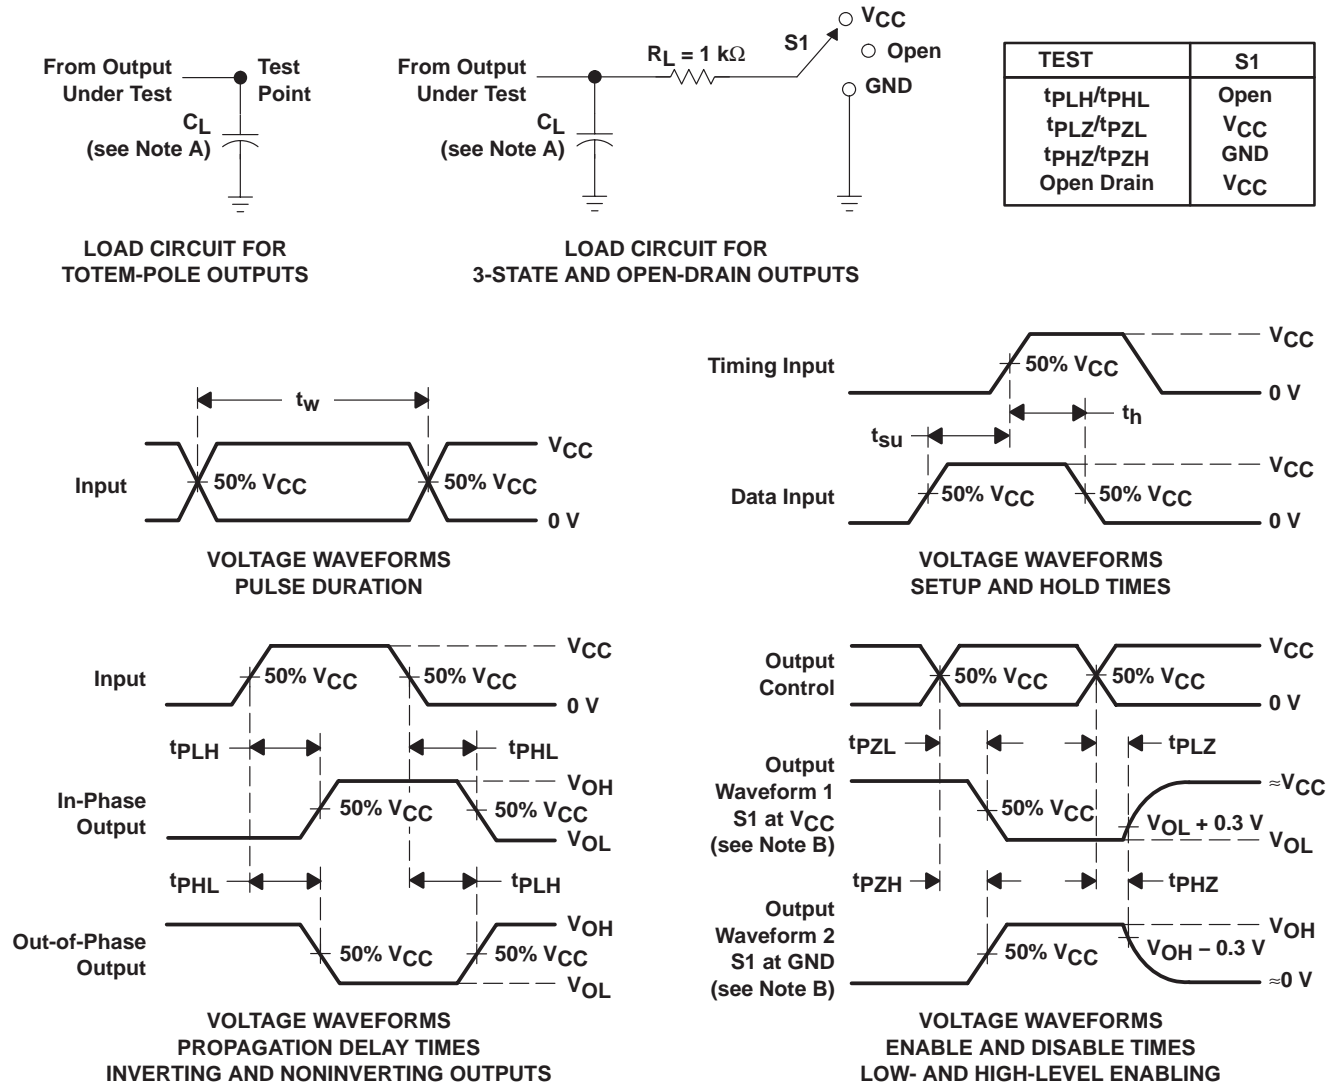 From Output
Under Test
Test
Point
CL
(see Note A)
LOAD CIRCUIT FOR
TOTEM-POLE OUTPUTS
From Output
Under Test
RL = 1 kΩ
S1
VCC
Open
GND
CL
(see Note A)
LOAD CIRCUIT FOR
3-STATE AND OPEN-DRAIN OUTPUTS
TEST S1
tPLH/tPHL Open
tPLZ/tPZL VCC
tPHZ/tPZH GND
Open Drain VCC
tw
Input
50% VCC
50% VCC
VCC
0 V
VOLTAGE WAVEFORMS
PULSE DURATION
Timing Input
50% VCC
VCC
0 V
tsu
th
Data Input
50% VCC
50% VCC
VCC
0 V
VOLTAGE WAVEFORMS
SETUP AND HOLD TIMES
Input
50% VCC
50% VCC
VCC
0 V
tPLH
tPHL
In-Phase
Output
50% VCC
50% VCC
VOH
VOL
tPHL
tPLH
Out-of-Phase
Output
50% VCC
50% VCC
VOH
VOL
VOLTAGE WAVEFORMS
PROPAGATION DELAY TIMES
INVERTING AND NONINVERTING OUTPUTS
Output
Control
50% VCC
50% VCC
VCC
0 V
tPZL
tPLZ
Output
Waveform 1
S1 at VCC
(see Note B)
50% VCC
≈VCC
VOL + 0.3 V
VOL
tPZH
tPHZ
Output
Waveform 2
S1 at GND
(see Note B)
50% VCC
VOH
VOH − 0.3 V
≈0 V
VOLTAGE WAVEFORMS
ENABLE AND DISABLE TIMES
LOW- AND HIGH-LEVEL ENABLING